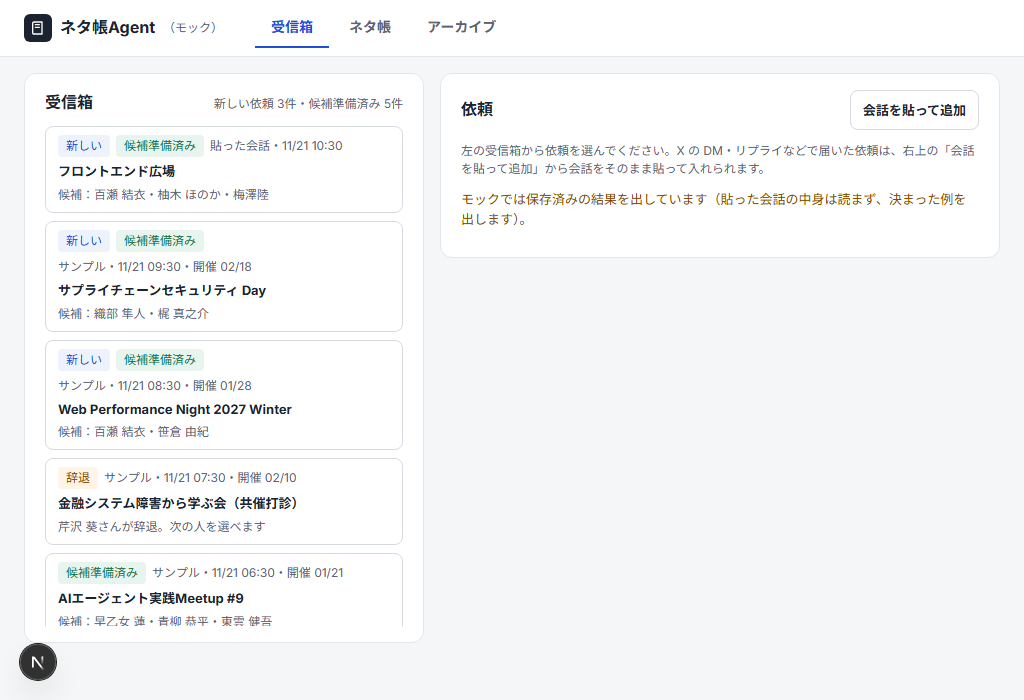 ネタ帳Agent （モック） 受信箱 ネタ帳 アーカイブ
受信箱 新しい依頼 3件・候補準備済み 5件
新しい 候補準備済み 貼った会話・11/21 10:30
フロントエンド広場
候補：百瀬 結衣・柚木 ほのか・梅澤陸
新しい 候補準備済み
サンプル・11/21 09:30・開催 02/18
サプライチェーンセキュリティ Day
候補：織部 隼人・梶 真之介
新しい 候補準備済み
サンプル・11/21 08:30・開催 01/28
Web Performance Night 2027 Winter
候補：百瀬 結衣・笹倉 由紀
辞退 サンプル・11/21 07:30・開催 02/10
金融システム障害から学ぶ会（共催打診）
芹沢 葵さんが辞退。次の人を選べます
候補準備済み サンプル・11/21 06:30・開催 01/21
AIエージェント実践Meetup #9
候補：早乙女 蓮・青柳 恭平・東雲 健吾
依頼 会話を貼って追加
左の受信箱から依頼を選んでください。X の DM・リプライなどで届いた依頼は、右上の「会話
を貼って追加」から会話をそのまま貼って入れられます。
モックでは保存済みの結果を出しています（貼った会話の中身は読まず、決まった例を
出します）。
N